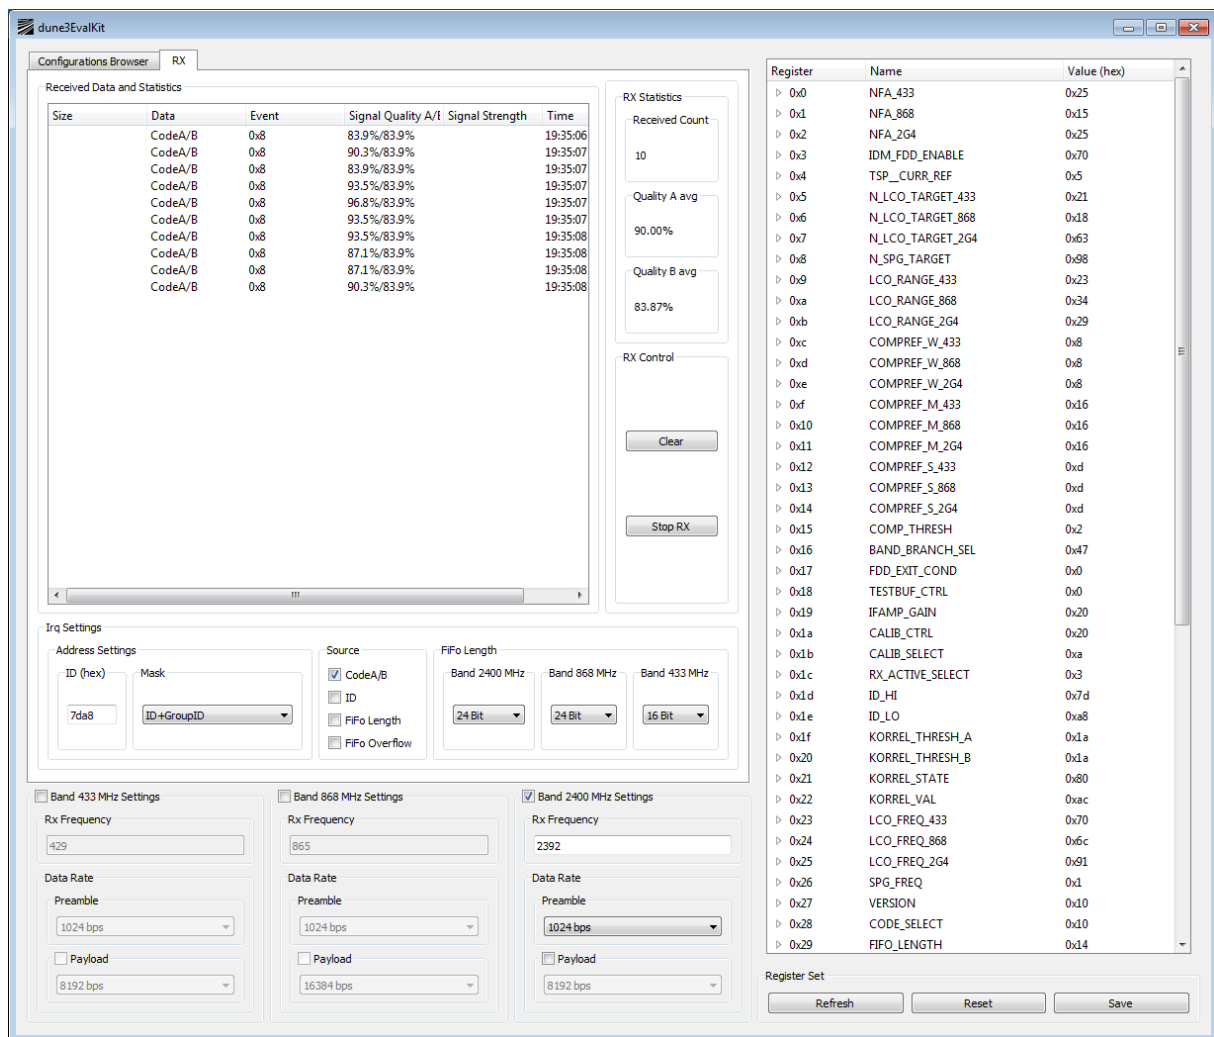 dune3EvalKit
Configurations Browser RX
Received Data and Statistics
Size Data Event Signal Quality A/E Signal Strength Time
CodeA/B 0x8 83.9%/83.9% 19:35:06
CodeA/B 0x8 90.3%/83.9% 19:35:07
CodeA/B 0x8 83.9%/83.9% 19:35:07
CodeA/B 0x8 93.5%/83.9% 19:35:07
CodeA/B 0x8 96.8%/83.9% 19:35:07
CodeA/B 0x8 93.5%/83.9% 19:35:07
CodeA/B 0x8 93.5%/83.9% 19:35:08
CodeA/B 0x8 87.1%/83.9% 19:35:08
CodeA/B 0x8 87.1%/83.9% 19:35:08
CodeA/B 0x8 90.3%/83.9% 19:35:08
RX Statistics
Received Count
10
Quality A avg
90.00%
Quality B avg
83.87%
RX Control
Clear
Stop RX
Irq Settings
Address Settings
ID (hex) Mask
7da8 ID+GroupID
Source
CodeA/B
ID
FiFo Length
FiFo Overflow
FiFo Length
Band 2400 MHz Band 868 MHz Band 433 MHz
24 Bit 24 Bit 16 Bit
Band 433 MHz Settings
Rx Frequency
429
Data Rate
Preamble
1024 bps
Payload
8192 bps
Band 868 MHz Settings
Rx Frequency
865
Data Rate
Preamble
1024 bps
Payload
16384 bps
Band 2400 MHz Settings
Rx Frequency
2392
Data Rate
Preamble
1024 bps
Payload
8192 bps
Register Name Value (hex)
0x0 NFA_433 0x25
0x1 NFA_868 0x15
0x2 NFA_2G4 0x25
0x3 IDM_FDD_ENABLE 0x70
0x4 TSP__CURR_REF 0x5
0x5 N_LCO_TARGET_433 0x21
0x6 N_LCO_TARGET_868 0x18
0x7 N_LCO_TARGET_2G4 0x63
0x8 N_SPG_TARGET 0x98
0x9 LCO_RANGE_433 0x23
0xa LCO_RANGE_868 0x34
0xb LCO_RANGE_2G4 0x29
0xc COMPREF_W_433 0x8
0xd COMPREF_W_868 0x8
0xe COMPREF_W_2G4 0x8
0xf COMPREF_M_433 0x16
0x10 COMPREF_M_868 0x16
0x11 COMPREF_M_2G4 0x16
0x12 COMPREF_S_433 0xd
0x13 COMPREF_S_868 0xd
0x14 COMPREF_S_2G4 0xd
0x15 COMP_THRESH 0x2
0x16 BAND_BRANCH_SEL 0x47
0x17 FDD_EXIT_COND 0x0
0x18 TESTBUF_CTRL 0x0
0x19 IFAMP_GAIN 0x20
0x1a CALIB_CTRL 0x20
0x1b CALIB_SELECT 0xa
0x1c RX_ACTIVE_SELECT 0x3
0x1d ID_HI 0x7d
0x1e ID_LO 0xa8
0x1f KORREL_THRESH_A 0x1a
0x20 KORREL_THRESH_B 0x1a
0x21 KORREL_STATE 0x80
0x22 KORREL_VAL 0xac
0x23 LCO_FREQ_433 0x70
0x24 LCO_FREQ_868 0x6c
0x25 LCO_FREQ_2G4 0x91
0x26 SPG_FREQ 0x1
0x27 VERSION 0x10
0x28 CODE_SELECT 0x10
0x29 FIFO_LENGTH 0x14
Register Set
Refresh Reset Save